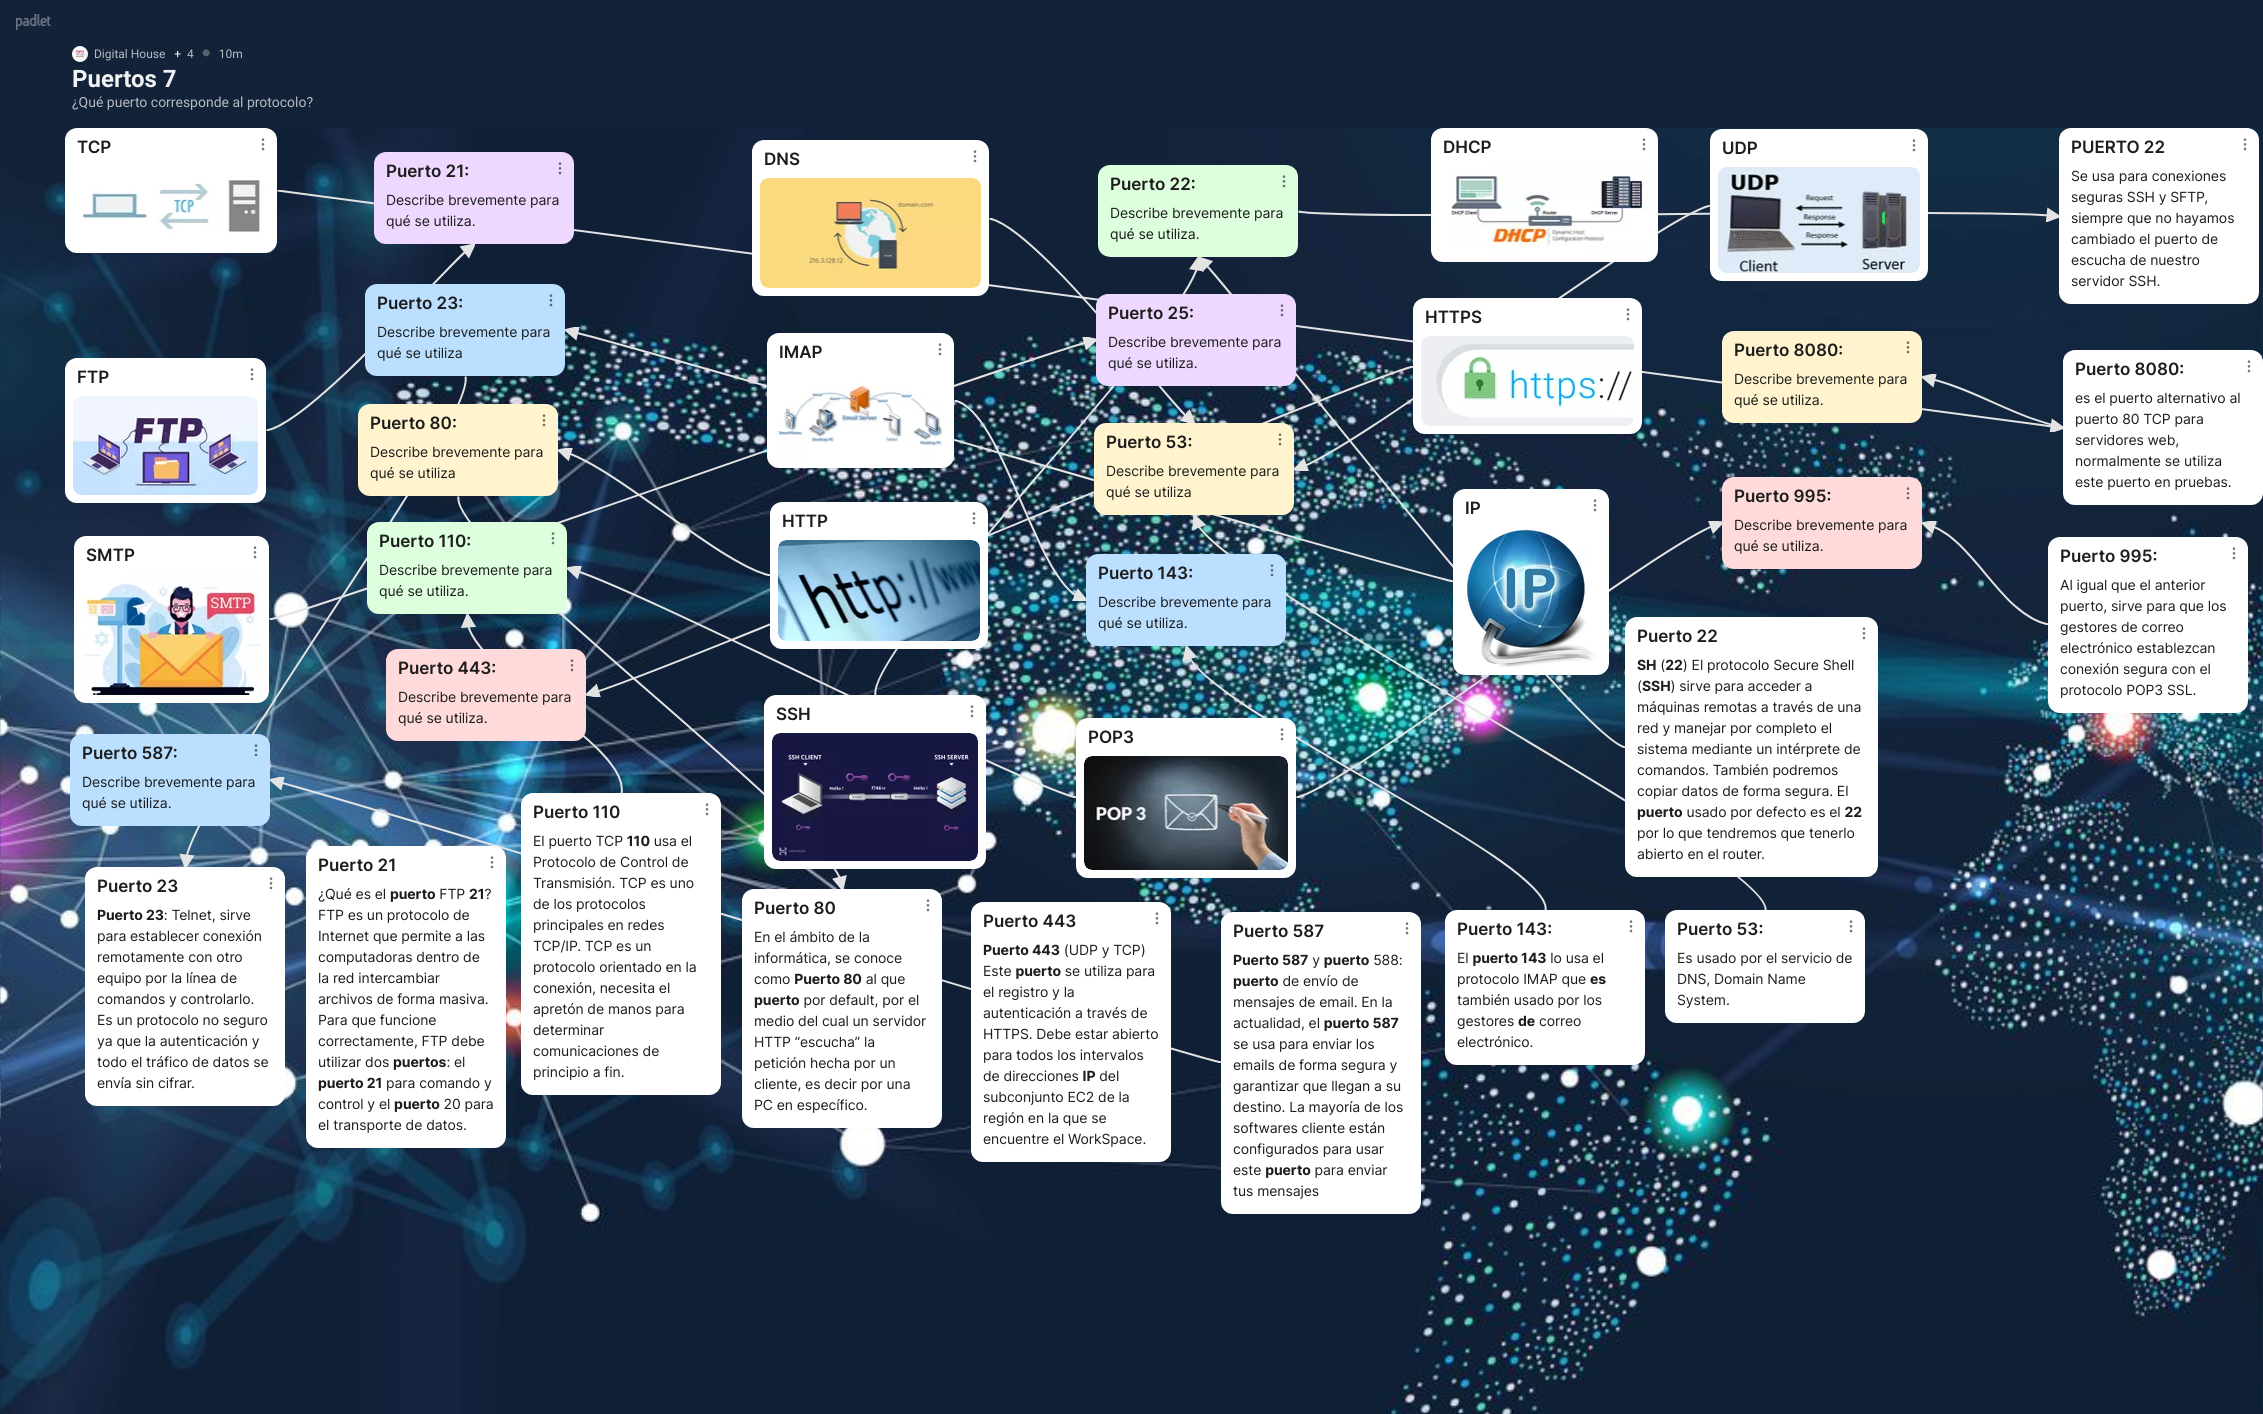 padlet
Digital House + 4 10m
Puertos 7
¿Qué puerto corresponde al protocolo?
TCP
TCP
Puerto 21:
Describe brevemente para
qué se utiliza.
DNS
domain.com
216.3.128.12
Puerto 22:
Describe brevemente para
qué se utiliza.
DHCP
DHCP Client
Router
DHCP Server
DHCP
Dynamic Host
Configuration Protocol
UDP
UDP
Request
Response
Response
Client
Server
PUERTO 22
Se usa para conexiones
seguras SSH y SFTP,
siempre que no hayamos
cambiado el puerto de
escucha de nuestro
servidor SSH.
Puerto 23:
Describe brevemente para
qué se utiliza
Puerto 25:
Describe brevemente para
qué se utiliza.
HTTPS
https://
IMAP
Email Server
Puerto 8080:
Describe brevemente para
qué se utiliza.
Puerto 8080:
es el puerto alternativo al
puerto 80 TCP para
servidores web,
normalmente se utiliza
este puerto en pruebas.
FTP
FTP
Puerto 80:
Describe brevemente para
qué se utiliza
Puerto 53:
Describe brevemente para
qué se utiliza
IP
IP
Puerto 995:
Describe brevemente para
qué se utiliza.
HTTP
http://www
Puerto 110:
Describe brevemente para
qué se utiliza.
SMTP
SMTP
Puerto 143:
Describe brevemente para
qué se utiliza.
Puerto 995:
Al igual que el anterior
puerto, sirve para que los
gestores de correo
electrónico establezcan
conexión segura con el
protocolo POP3 SSL.
Puerto 22
SH (22) El protocolo Secure Shell
(SSH) sirve para acceder a
máquinas remotas a través de una
red y manejar por completo el
sistema mediante un intérprete de
comandos. También podremos
copiar datos de forma segura. El
puerto usado por defecto es el 22
por lo que tendremos que tenerlo
abierto en el router.
Puerto 443:
Describe brevemente para
qué se utiliza.
SSH
SSH CLIENT
SSH SERVER
POP3
POP 3
Puerto 587:
Describe brevemente para
qué se utiliza.
Puerto 23
Puerto 23: Telnet, sirve
para establecer conexión
remotamente con otro
equipo por la línea de
comandos y controlarlo.
Es un protocolo no seguro
ya que la autenticación y
todo el tráfico de datos se
envía sin cifrar.
Puerto 21
¿Qué es el puerto FTP 21?
FTP es un protocolo de
Internet que permite a las
computadoras dentro de
la red intercambiar
archivos de forma masiva.
Para que funcione
correctamente, FTP debe
utilizar dos puertos: el
puerto 21 para comando y
control y el puerto 20 para
el transporte de datos.
Puerto 110
El puerto TCP 110 usa el
Protocolo de Control de
Transmisión. TCP es uno
de los protocolos
principales en redes
TCP/IP. TCP es un
protocolo orientado en la
conexión, necesita el
apretón de manos para
determinar
comunicaciones de
principio a fin.
Puerto 80
En el ámbito de la
informática, se conoce
como Puerto 80 al que
puerto por default, por el
medio del cual un servidor
HTTP “escucha” la
petición hecha por un
cliente, es decir por una
PC en específico.
Puerto 443
Puerto 443 (UDP y TCP)
Este puerto se utiliza para
el registro y la
autenticación a través de
HTTPS. Debe estar abierto
para todos los intervalos
de direcciones IP del
subconjunto EC2 de la
región en la que se
encuentre el WorkSpace.
Puerto 587
Puerto 587 y puerto 588:
puerto de envío de
mensajes de email. En la
actualidad, el puerto 587
se usa para enviar los
emails de forma segura y
garantizar que llegan a su
destino. La mayoría de los
softwares cliente están
configurados para usar
este puerto para enviar
tus mensajes
Puerto 143:
El puerto 143 lo usa el
protocolo IMAP que es
también usado por los
gestores de correo
electrónico.
Puerto 53:
Es usado por el servicio de
DNS, Domain Name
System.